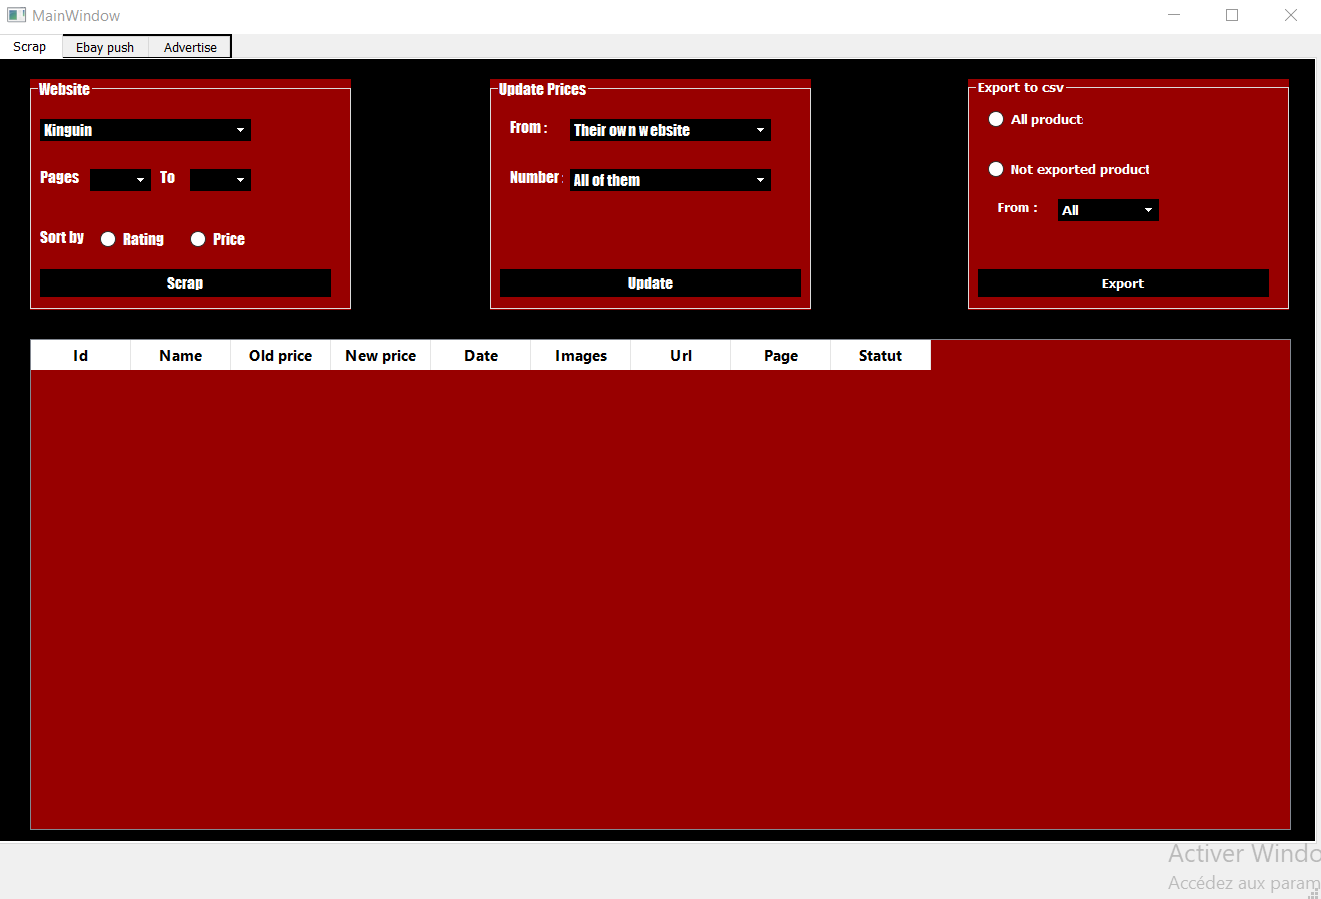 MainWindow
Scrap Ebay push Advertise
Website
Kinguin
Pages To
Sort by Rating Price
Scrap
Update Prices
From : Their own website
Number : All of them
Update
Export to csv
All product
Not exported product
From : All
Export
Id Name Old price New price Date Images Url Page Statut
Activer Windo
Accédez aux param